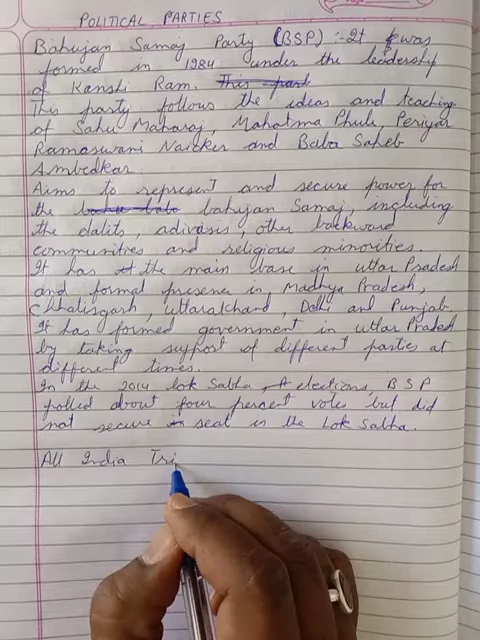 POLITICAL PARTIES
Bahujan Samaj Party (BSP) :- It was
formed in 1984 under the leadership
of Kanshi Ram. This part
This party follows the ideas and teaching
of Sahu Maharaj, Mahatma Phule, Periyar
Ramaswani Naicker and Baba Saheb
Ambedkar.
Aims to represent and secure power for
the bahujan Samaj, including
the dalits, adivasis, other backward
communities and religious minorities.
It has the main base in uttar Pradesh
and formal presence in, Madhya Pradesh,
Chhatisgarh, uttarakhand, Delhi and Punjab.
It has formed government in uttar Pradesh
by taking support of different parties at
different times.
In the 2014 lok Sabha elections, BSP
polled about four percent votes but did
not secure seat in the Lok Sabha.
All India Tri